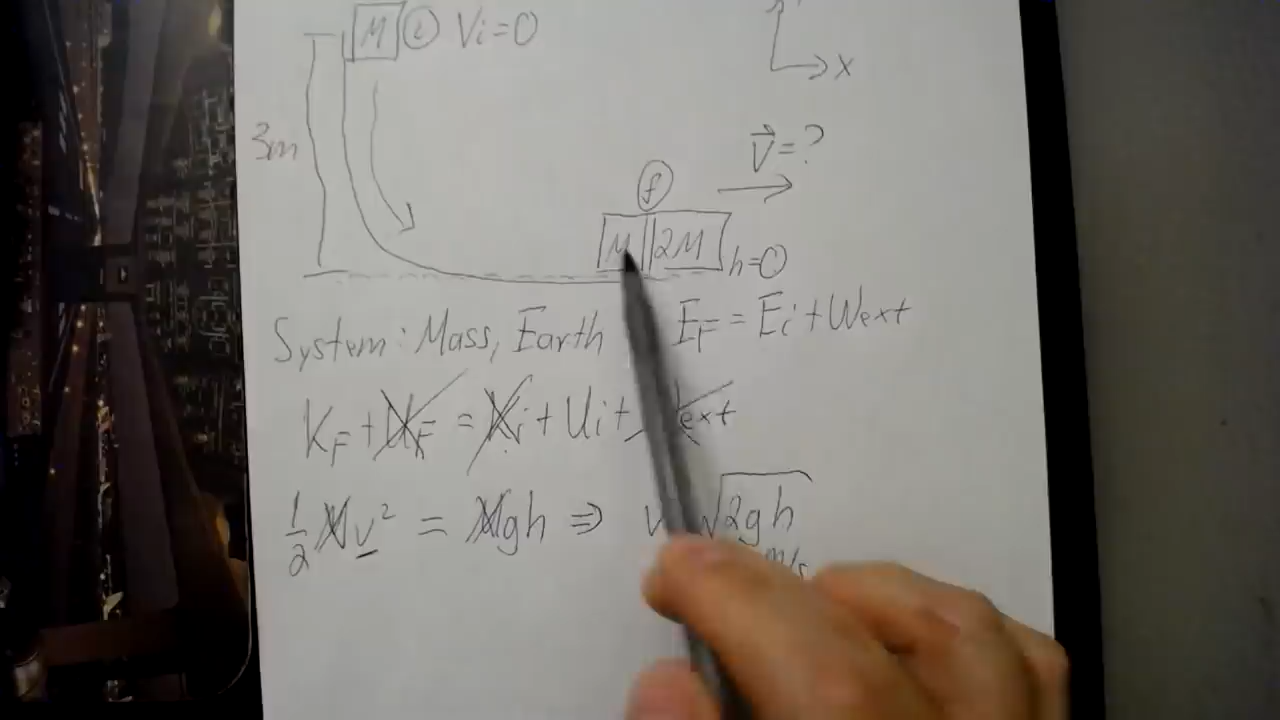 M i Vi=0
x
3m
V⃗=?
f
M 2M h=0
System: Mass, Earth EF = Ei + Wext
KF + UF = Ki + Ui + ext
1/2 Mv² = Mgh ⇒ v √2gh
m/s